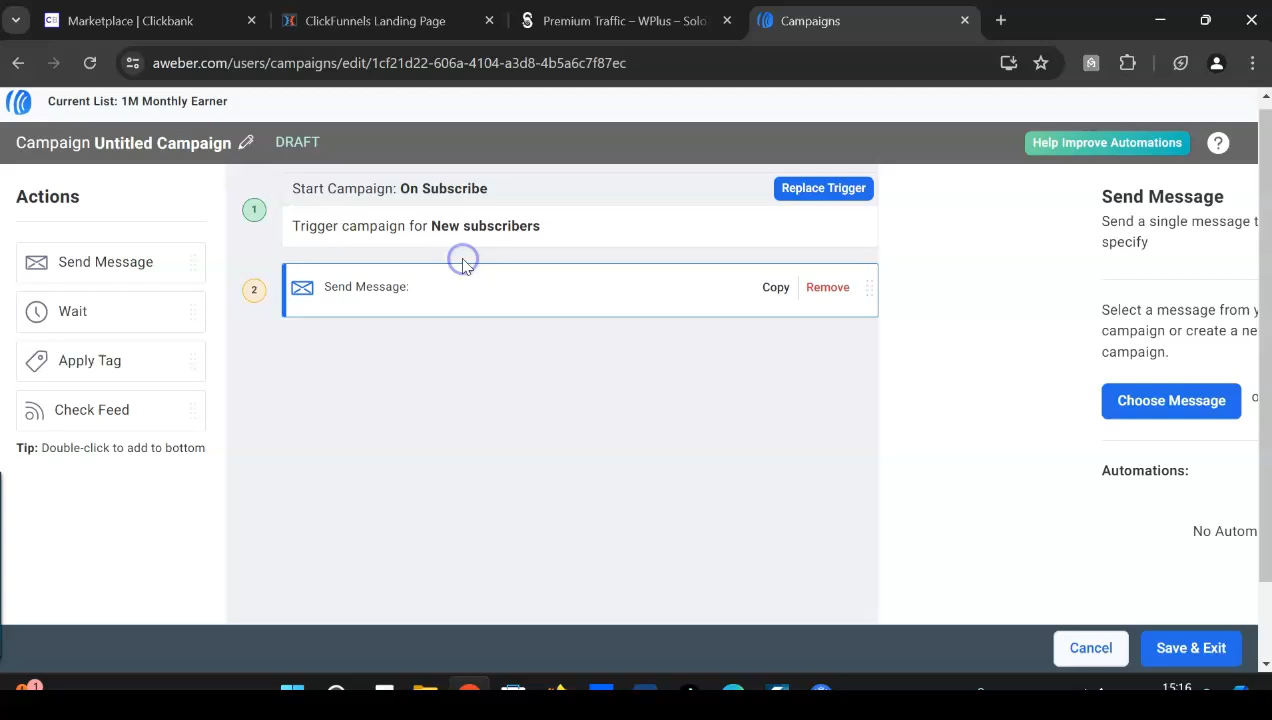 Marketplace | Clickbank
ClickFunnels Landing Page
Premium Traffic – WPlus – Solo
Campaigns
aweber.com/users/campaigns/edit/1cf21d22-606a-4104-a3d8-4b5a6c7f87ec
Current List: 1M Monthly Earner
Campaign Untitled Campaign
DRAFT
Help Improve Automations
?
Actions
Send Message
Wait
Apply Tag
Check Feed
Tip: Double-click to add to bottom
1
Start Campaign: On Subscribe
Replace Trigger
Trigger campaign for New subscribers
2
Send Message:
Copy
Remove
Send Message
Send a single message t
specify
Select a message from y
campaign or create a ne
campaign.
Choose Message
o
Automations:
No Autom
Cancel
Save & Exit
1
15:16